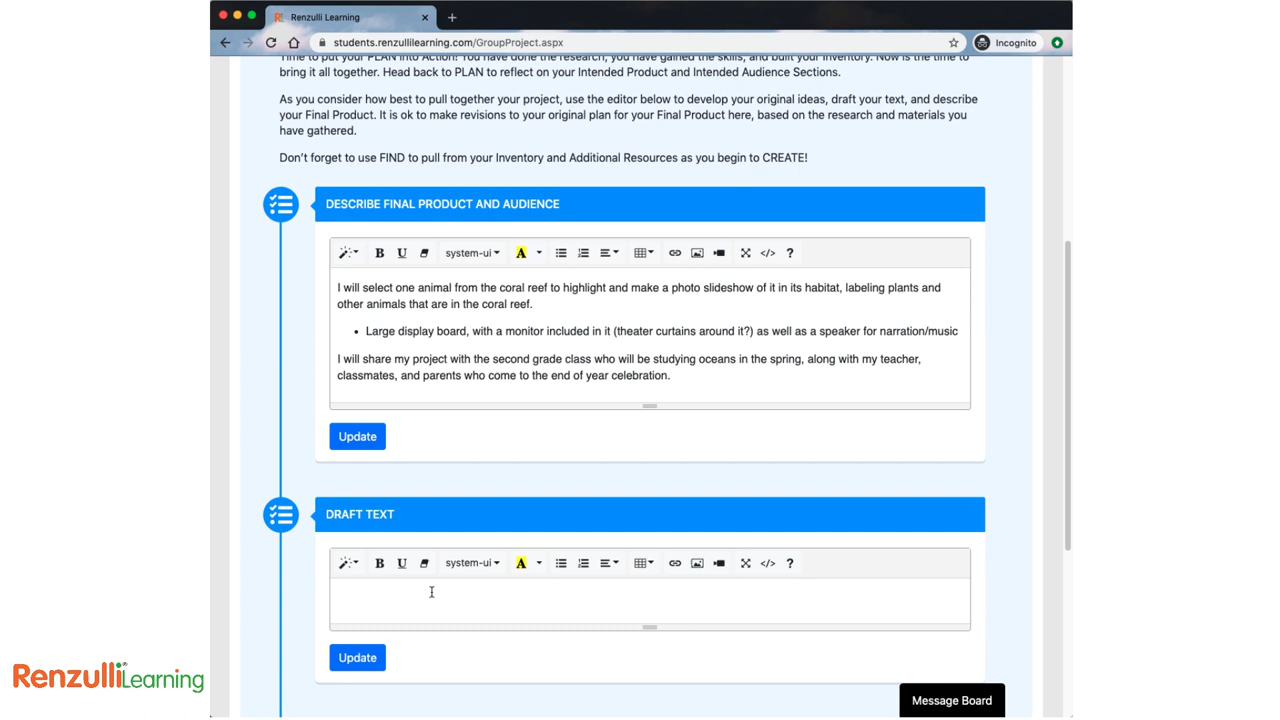 Renzulli Learning
students.renzullilearning.com/GroupProject.aspx
Incognito
Time to put your PLAN into Action! You have done the research, you have gained the skills, and built your Inventory. Now is the time to
bring it all together. Head back to PLAN to reflect on your Intended Product and Intended Audience Sections.
As you consider how best to pull together your project, use the editor below to develop your original ideas, draft your text, and describe
your Final Product. It is ok to make revisions to your original plan for your Final Product here, based on the research and materials you
have gathered.
Don’t forget to use FIND to pull from your Inventory and Additional Resources as you begin to CREATE!
DESCRIBE FINAL PRODUCT AND AUDIENCE
B U system-ui A </> ?
I will select one animal from the coral reef to highlight and make a photo slideshow of it in its habitat, labeling plants and
other animals that are in the coral reef.
• Large display board, with a monitor included in it (theater curtains around it?) as well as a speaker for narration/music
I will share my project with the second grade class who will be studying oceans in the spring, along with my teacher,
classmates, and parents who come to the end of year celebration.
Update
DRAFT TEXT
B U system-ui A </> ?
Update
RenzulliLearning
Message Board